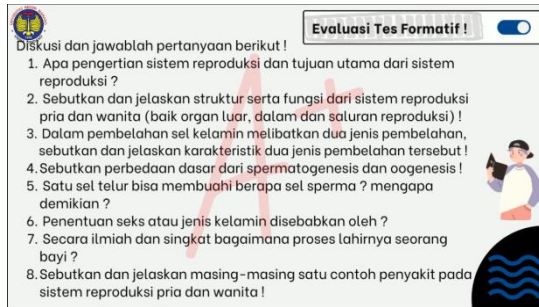 Evaluasi Tes Formatif !
Diskusi dan jawablah pertanyaan berikut !
1. Apa pengertian sistem reproduksi dan tujuan utama dari sistem
reproduksi ?
2. Sebutkan dan jelaskan struktur serta fungsi dari sistem reproduksi
pria dan wanita (baik organ luar, dalam dan saluran reproduksi) !
3. Dalam pembelahan sel kelamin melibatkan dua jenis pembelahan,
sebutkan dan jelaskan karakteristik dua jenis pembelahan tersebut !
4. Sebutkan perbedaan dasar dari spermatogenesis dan oogenesis !
5. Satu sel telur bisa membuahi berapa sel sperma ? mengapa
demikian ?
6. Penentuan seks atau jenis kelamin disebabkan oleh ?
7. Secara ilmiah dan singkat bagaimana proses lahirnya seorang
bayi ?
8. Sebutkan dan jelaskan masing-masing satu contoh penyakit pada
sistem reproduksi pria dan wanita !
A+